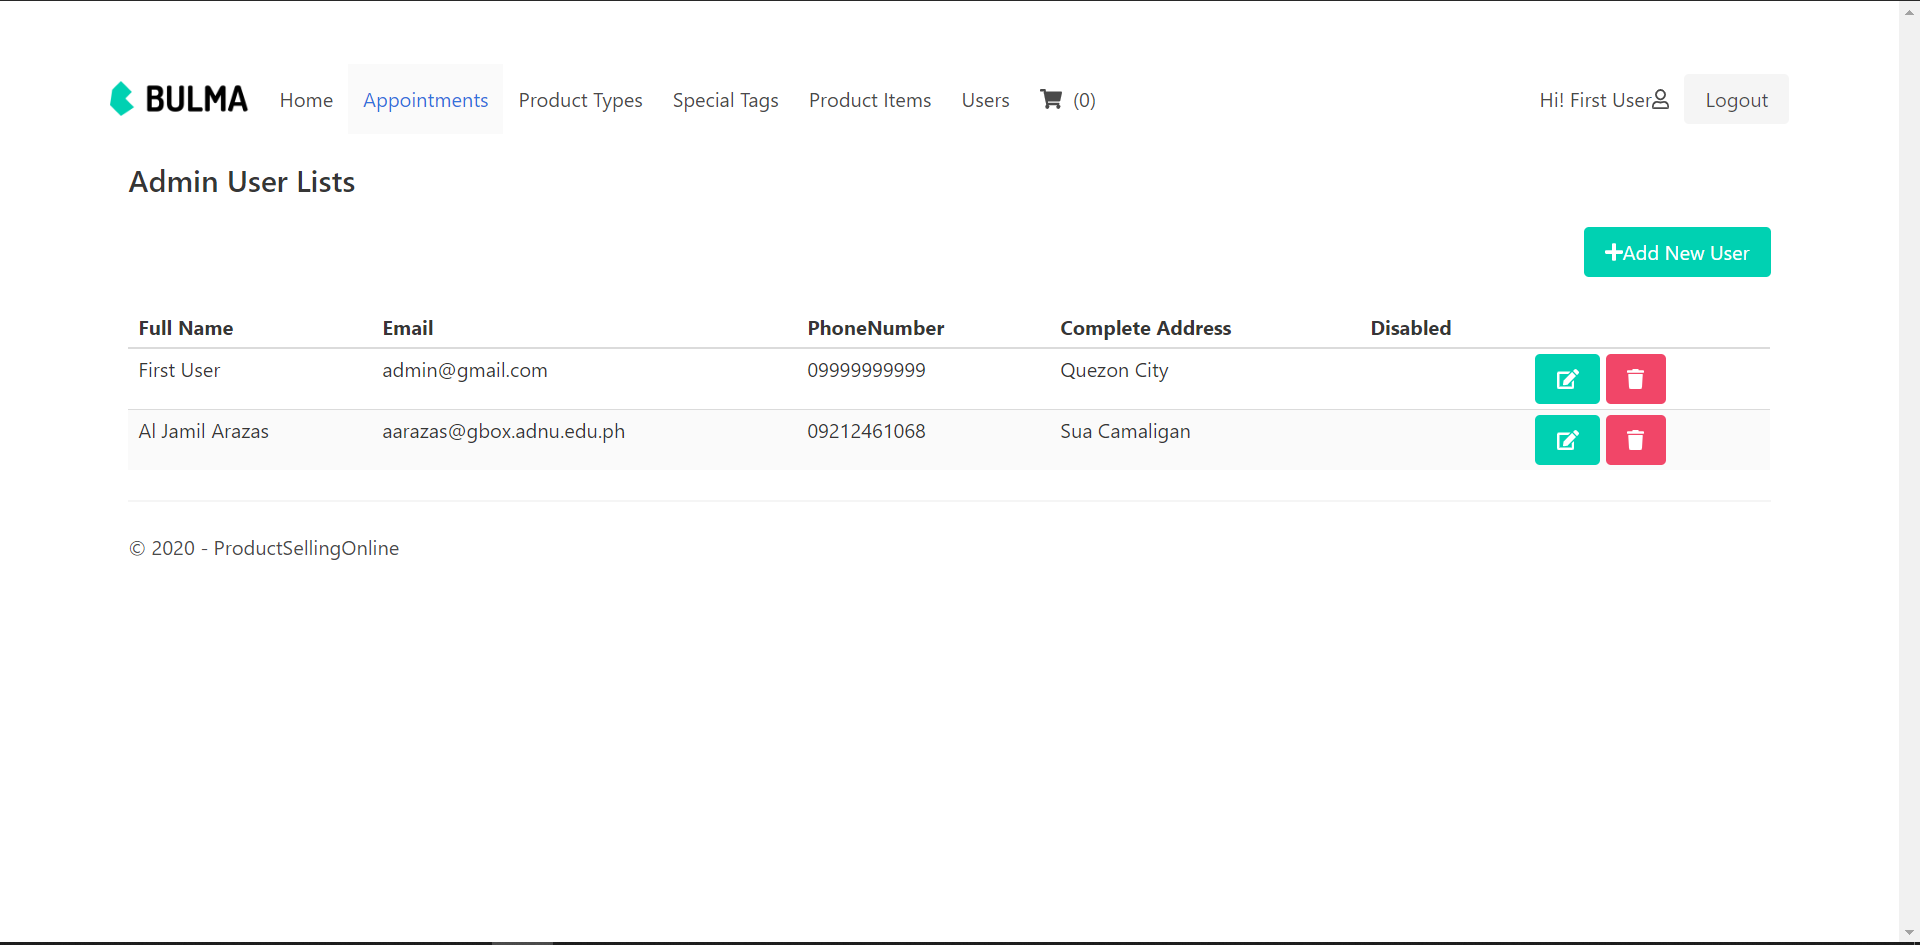 BULMA Home Appointments Product Types Special Tags Product Items Users (0) Hi! First User Logout
Admin User Lists
Add New User
Full Name Email PhoneNumber Complete Address Disabled
First User admin@gmail.com 09999999999 Quezon City
Al Jamil Arazas aarazas@gbox.adnu.edu.ph 09212461068 Sua Camaligan
© 2020 - ProductSellingOnline